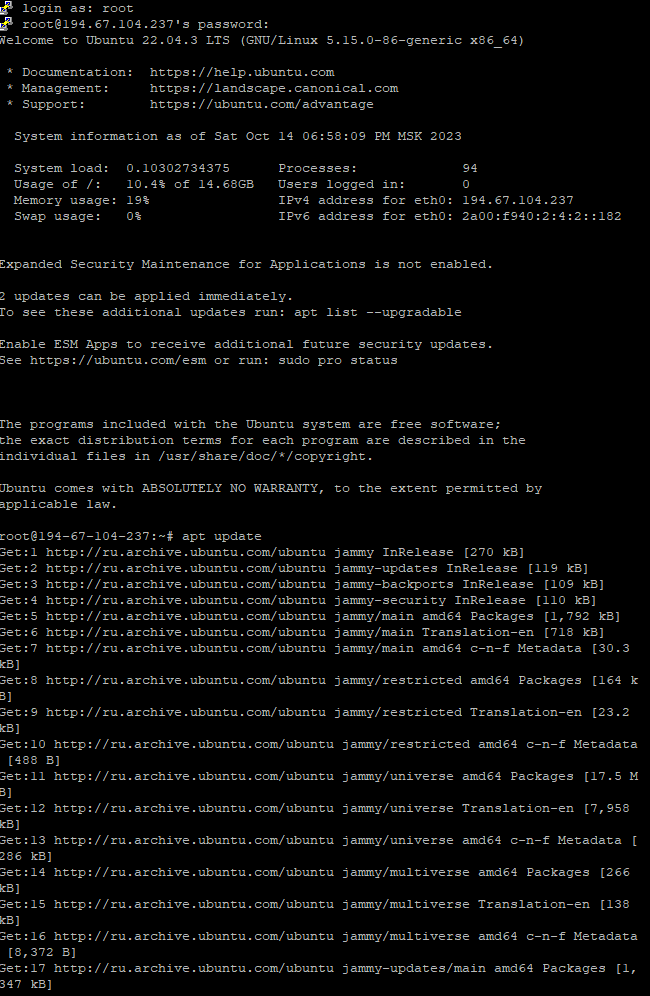 login as: root
root@194.67.104.237's password:
Welcome to Ubuntu 22.04.3 LTS (GNU/Linux 5.15.0-86-generic x86_64)
* Documentation:  https://help.ubuntu.com
* Management:     https://landscape.canonical.com
* Support:        https://ubuntu.com/advantage
System information as of Sat Oct 14 06:58:09 PM MSK 2023
System load:  0.10302734375      Processes:             94
Usage of /:   10.4% of 14.68GB   Users logged in:       0
Memory usage: 19%                IPv4 address for eth0: 194.67.104.237
Swap usage:   0%                 IPv6 address for eth0: 2a00:f940:2:4:2::182
Expanded Security Maintenance for Applications is not enabled.
2 updates can be applied immediately.
To see these additional updates run: apt list --upgradable
Enable ESM Apps to receive additional future security updates.
See https://ubuntu.com/esm or run: sudo pro status
The programs included with the Ubuntu system are free software;
the exact distribution terms for each program are described in the
individual files in /usr/share/doc/*/copyright.
Ubuntu comes with ABSOLUTELY NO WARRANTY, to the extent permitted by
applicable law.
root@194-67-104-237:~# apt update
Get:1 http://ru.archive.ubuntu.com/ubuntu jammy InRelease [270 kB]
Get:2 http://ru.archive.ubuntu.com/ubuntu jammy-updates InRelease [119 kB]
Get:3 http://ru.archive.ubuntu.com/ubuntu jammy-backports InRelease [109 kB]
Get:4 http://ru.archive.ubuntu.com/ubuntu jammy-security InRelease [110 kB]
Get:5 http://ru.archive.ubuntu.com/ubuntu jammy/main amd64 Packages [1,792 kB]
Get:6 http://ru.archive.ubuntu.com/ubuntu jammy/main Translation-en [718 kB]
Get:7 http://ru.archive.ubuntu.com/ubuntu jammy/main amd64 c-n-f Metadata [30.3
kB]
Get:8 http://ru.archive.ubuntu.com/ubuntu jammy/restricted amd64 Packages [164 k
B]
Get:9 http://ru.archive.ubuntu.com/ubuntu jammy/restricted Translation-en [23.2
kB]
Get:10 http://ru.archive.ubuntu.com/ubuntu jammy/restricted amd64 c-n-f Metadata
[488 B]
Get:11 http://ru.archive.ubuntu.com/ubuntu jammy/universe amd64 Packages [17.5 M
B]
Get:12 http://ru.archive.ubuntu.com/ubuntu jammy/universe Translation-en [7,958
kB]
Get:13 http://ru.archive.ubuntu.com/ubuntu jammy/universe amd64 c-n-f Metadata [
286 kB]
Get:14 http://ru.archive.ubuntu.com/ubuntu jammy/multiverse amd64 Packages [266
kB]
Get:15 http://ru.archive.ubuntu.com/ubuntu jammy/multiverse Translation-en [138
kB]
Get:16 http://ru.archive.ubuntu.com/ubuntu jammy/multiverse amd64 c-n-f Metadata
[8,372 B]
Get:17 http://ru.archive.ubuntu.com/ubuntu jammy-updates/main amd64 Packages [1,
347 kB]